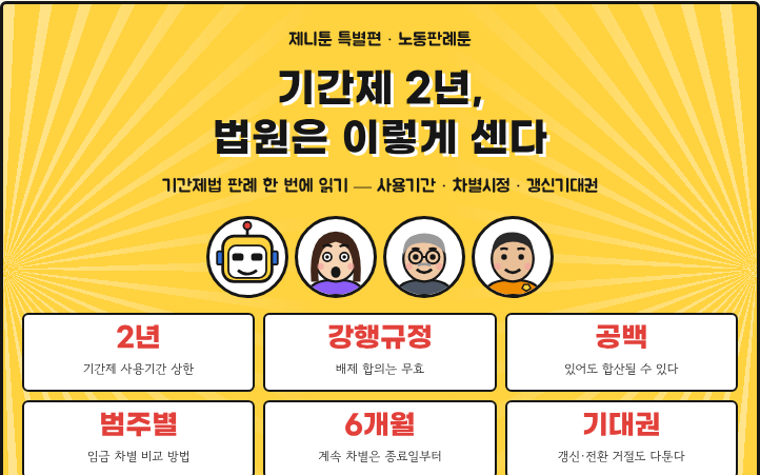 제니툰 특별편 · 노동판례툰
기간제 2년,
법원은 이렇게 센다
기간제법 판례 한 번에 읽기 — 사용기간 · 차별시정 · 갱신기대권
2년
기간제 사용기간 상한
강행규정
배제 합의는 무효
공백
있어도 합산될 수 있다
범주별
임금 차별 비교 방법
6개월
계속 차별은 종료일부터
기대권
갱신·전환 거절도 다툰다